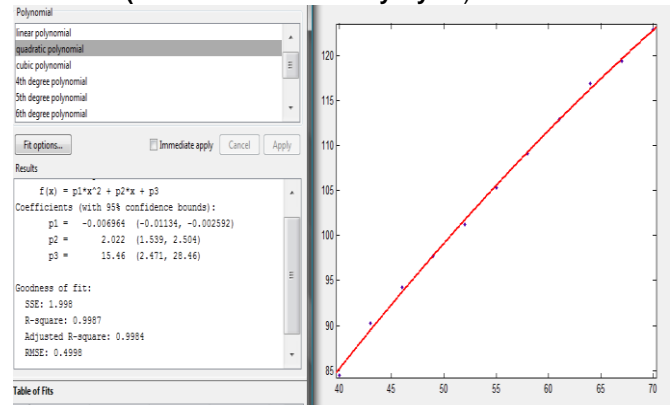 Polynomial
linear polynomial
quadratic polynomial
cubic polynomial
4th degree polynomial
5th degree polynomial
6th degree polynomial
Fit options...
Immediate apply
Cancel
Apply
Results
f(x) = p1*x^2 + p2*x + p3
Coefficients (with 95% confidence bounds):
p1 = -0.006964 (-0.01134, -0.002592)
p2 = 2.022 (1.539, 2.504)
p3 = 15.46 (2.471, 28.46)
Goodness of fit:
SSE: 1.998
R-square: 0.9987
Adjusted R-square: 0.9984
RMSE: 0.4998
Table of Fits
120
115
110
105
100
95
90
85
40 45 50 55 60 65 70